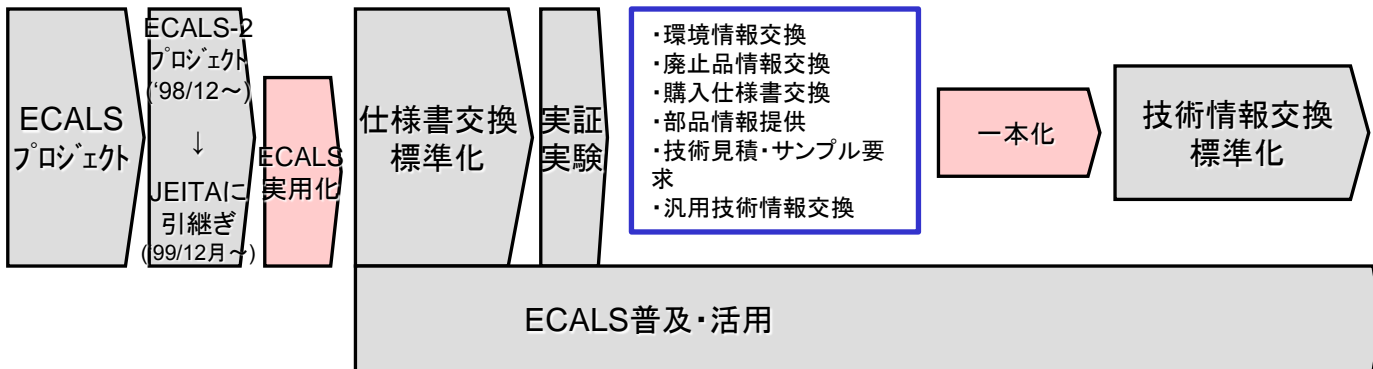 ECALS
プロジェクト
ECALS-2
プロジェクト
('98/12～)
↓
JEITAに
引継ぎ
('99/12月～)
ECALS
実用化
仕様書交換
標準化
実証
実験
・環境情報交換
・廃止品情報交換
・購入仕様書交換
・部品情報提供
・技術見積・サンプル要
求
・汎用技術情報交換
一本化
技術情報交換
標準化
ECALS普及・活用